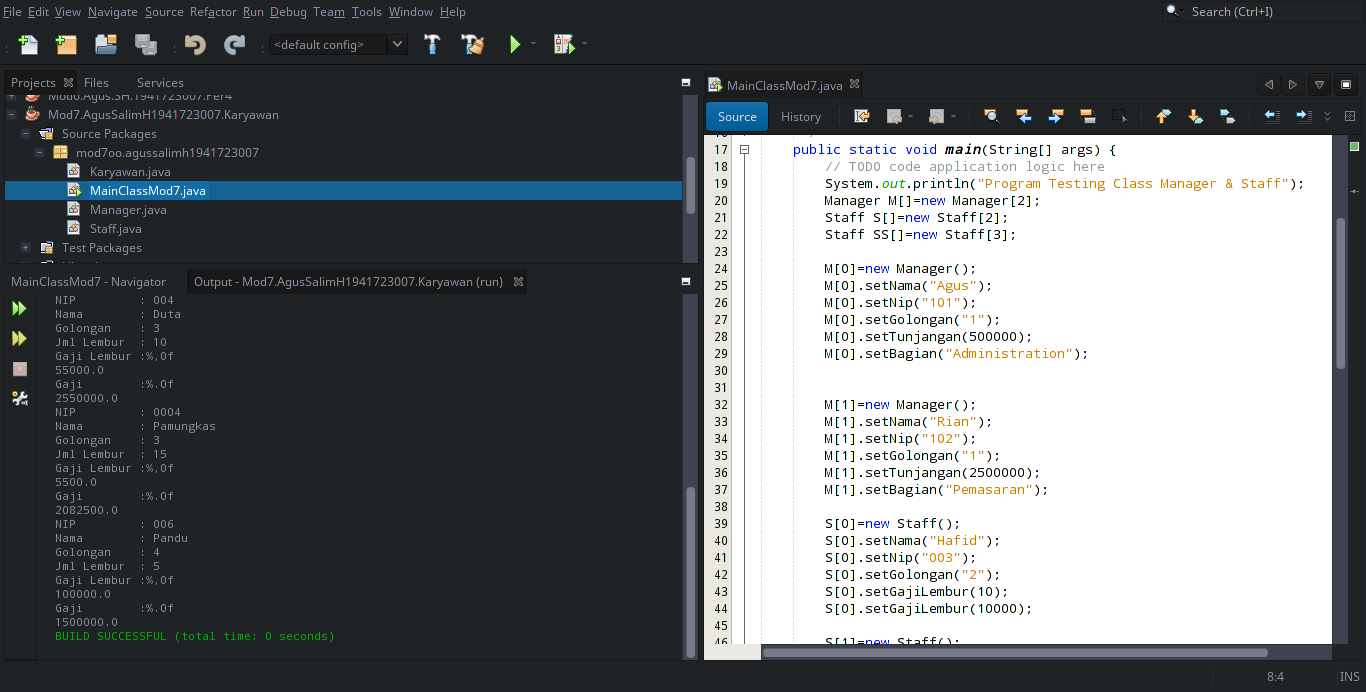 File Edit View Navigate Source Refactor Run Debug Team Tools Window Help
Search (Ctrl+I)
<default config>
Projects Files Services
Mod6.Agus.SH.1941723007.Per4
Mod7.AgusSalimH1941723007.Karyawan
Source Packages
mod7oo.agussalimh1941723007
Karyawan.java
MainClassMod7.java
Manager.java
Staff.java
Test Packages
MainClassMod7 - Navigator
Output - Mod7.AgusSalimH1941723007.Karyawan (run)
NIP : 004
Nama : Duta
Golongan : 3
Jml Lembur : 10
Gaji Lembur :%,0f
55000.0
Gaji :%.0f
2550000.0
NIP : 0004
Nama : Pamungkas
Golongan : 3
Jml Lembur : 15
Gaji Lembur :%,0f
5500.0
Gaji :%.0f
2082500.0
NIP : 006
Nama : Pandu
Golongan : 4
Jml Lembur : 5
Gaji Lembur :%,0f
100000.0
Gaji :%.0f
1500000.0
BUILD SUCCESSFUL (total time: 0 seconds)
MainClassMod7.java
Source History
16
17 public static void main(String[] args) {
18 // TODO code application logic here
19 System.out.println("Program Testing Class Manager & Staff");
20 Manager M[]=new Manager[2];
21 Staff S[]=new Staff[2];
22 Staff SS[]=new Staff[3];
23
24 M[0]=new Manager();
25 M[0].setNama("Agus");
26 M[0].setNip("101");
27 M[0].setGolongan("1");
28 M[0].setTunjangan(500000);
29 M[0].setBagian("Administration");
30
31
32 M[1]=new Manager();
33 M[1].setNama("Rian");
34 M[1].setNip("102");
35 M[1].setGolongan("1");
36 M[1].setTunjangan(2500000);
37 M[1].setBagian("Pemasaran");
38
39 S[0]=new Staff();
40 S[0].setNama("Hafid");
41 S[0].setNip("003");
42 S[0].setGolongan("2");
43 S[0].setGajiLembur(10);
44 S[0].setGajiLembur(10000);
45
46 S[1]=new Staff();
8:4 INS